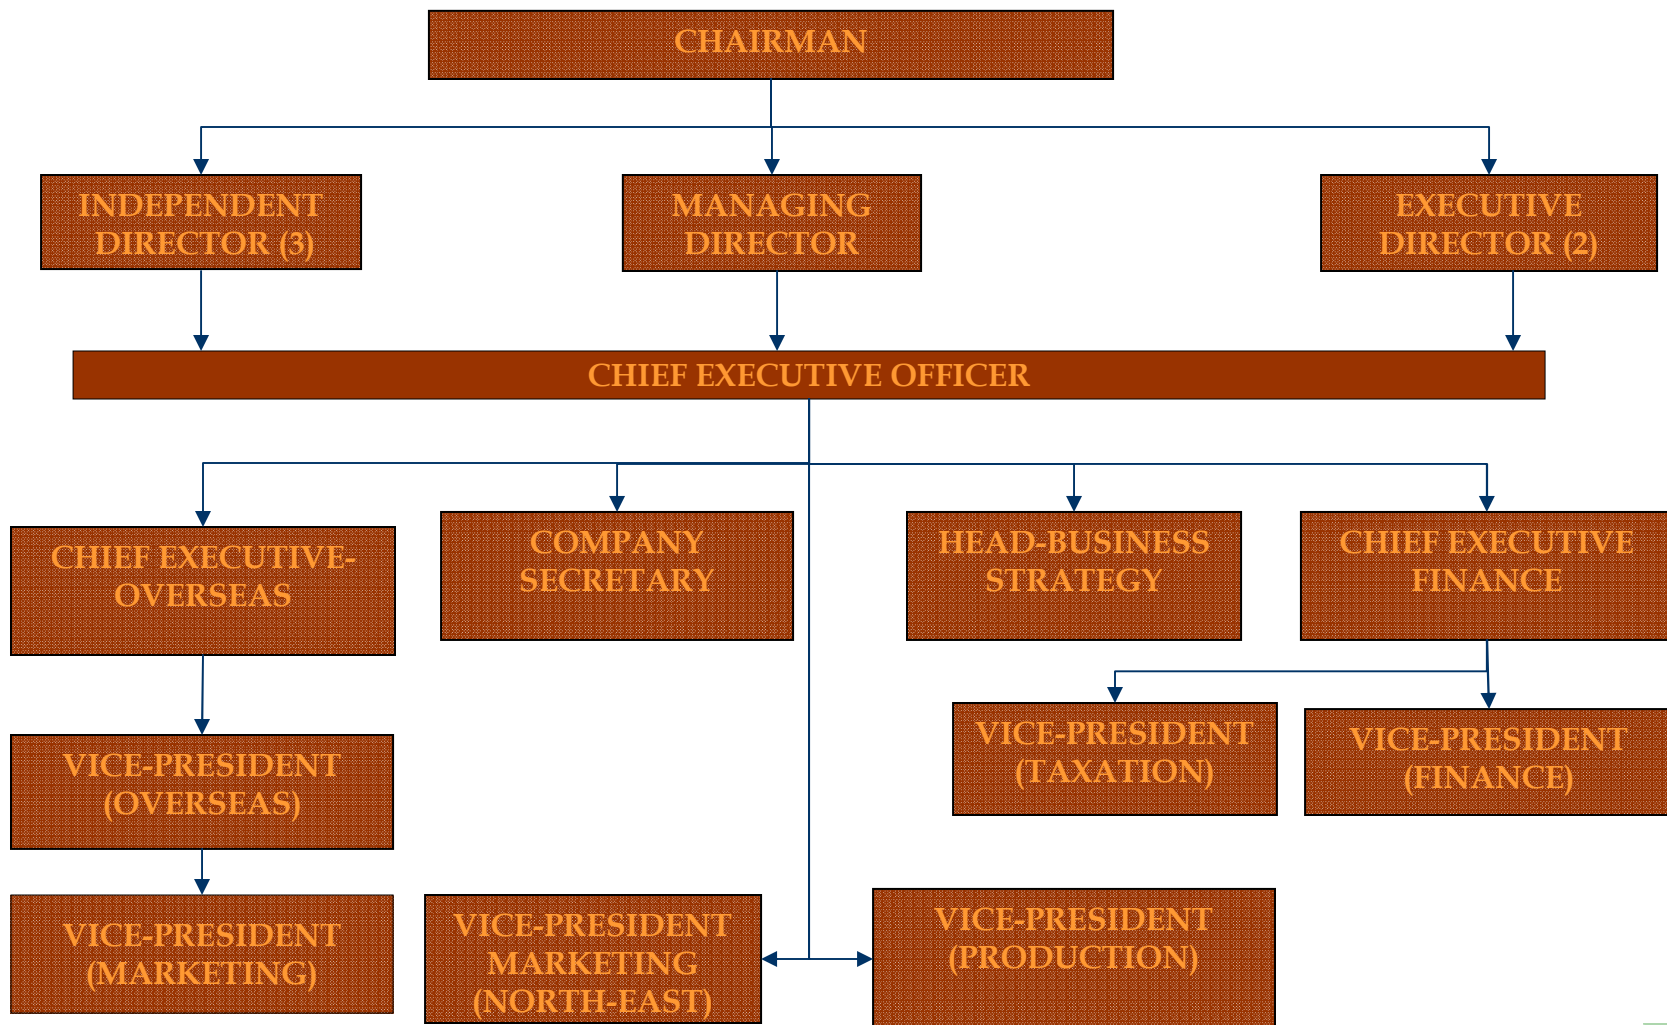 CHAIRMAN
INDEPENDENT
DIRECTOR (3)
MANAGING
DIRECTOR
EXECUTIVE
DIRECTOR (2)
CHIEF EXECUTIVE OFFICER
CHIEF EXECUTIVE-
OVERSEAS
COMPANY
SECRETARY
HEAD-BUSINESS
STRATEGY
CHIEF EXECUTIVE
FINANCE
VICE-PRESIDENT
(OVERSEAS)
VICE-PRESIDENT
(TAXATION)
VICE-PRESIDENT
(FINANCE)
VICE-PRESIDENT
(MARKETING)
VICE-PRESIDENT
MARKETING
(NORTH-EAST)
VICE-PRESIDENT
(PRODUCTION)